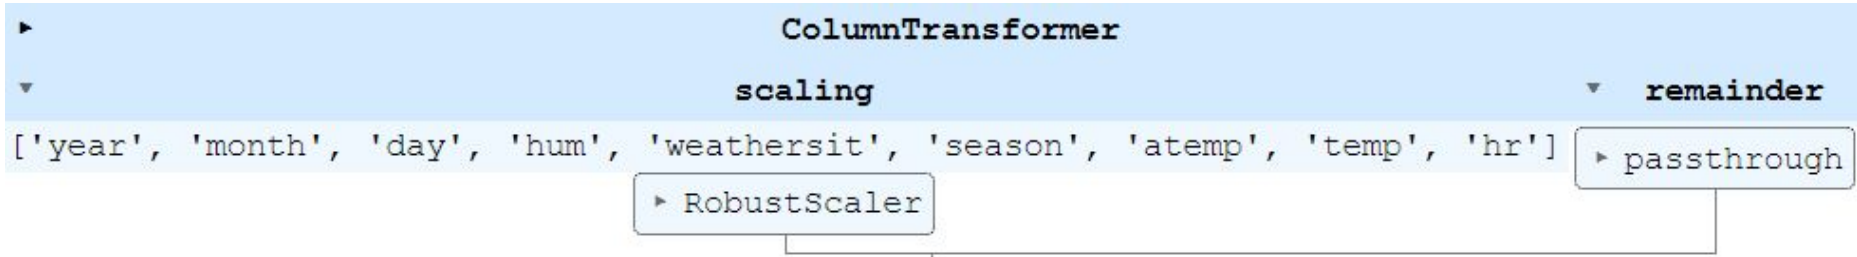 ColumnTransformer
scaling
remainder
['year', 'month', 'day', 'hum', 'weathersit', 'season', 'atemp', 'temp', 'hr']
passthrough
RobustScaler